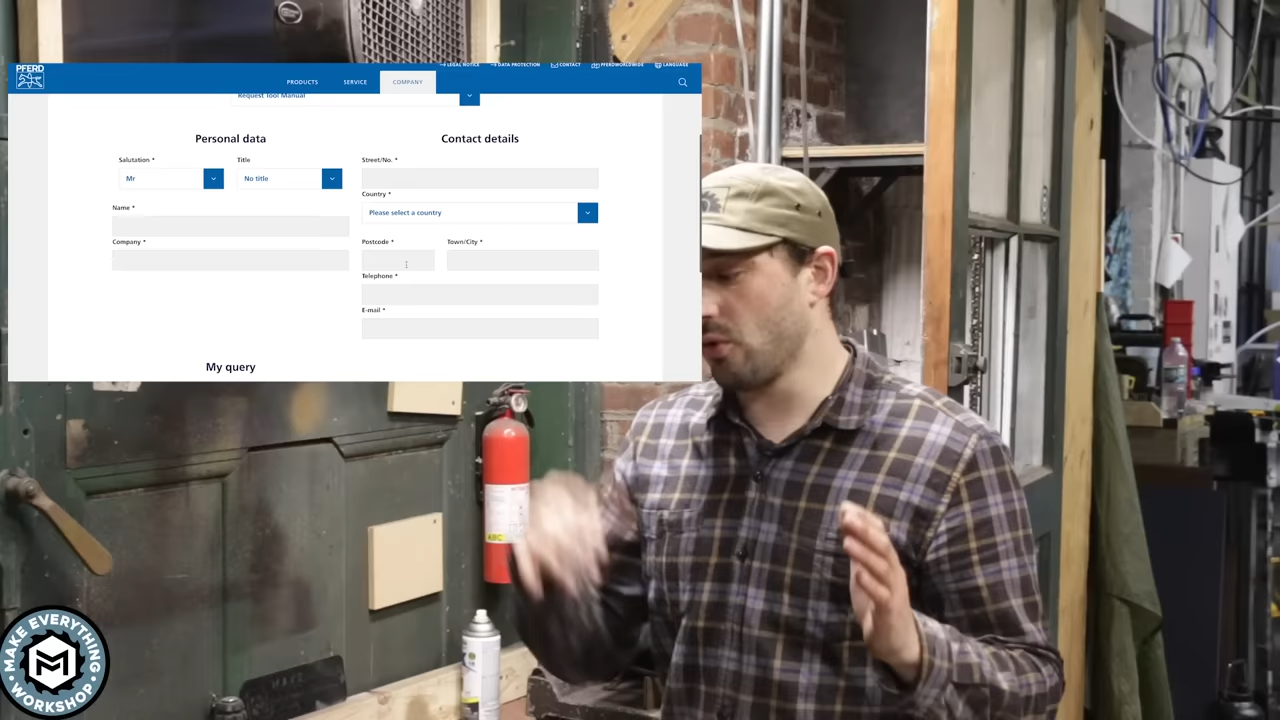 PFERD
LEGAL NOTICE
DATA PROTECTION
CONTACT
PFERDWORLDWIDE
LANGUAGE
PRODUCTS
SERVICE
COMPANY
Request Tool Manual
Personal data
Contact details
Salutation *
Title
Street/No. *
Mr
No title
Country *
Name *
Please select a country
Company *
Postcode *
Town/City *
Telephone *
E-mail *
My query
ABC
MAKE EVERYTHING
WORKSHOP